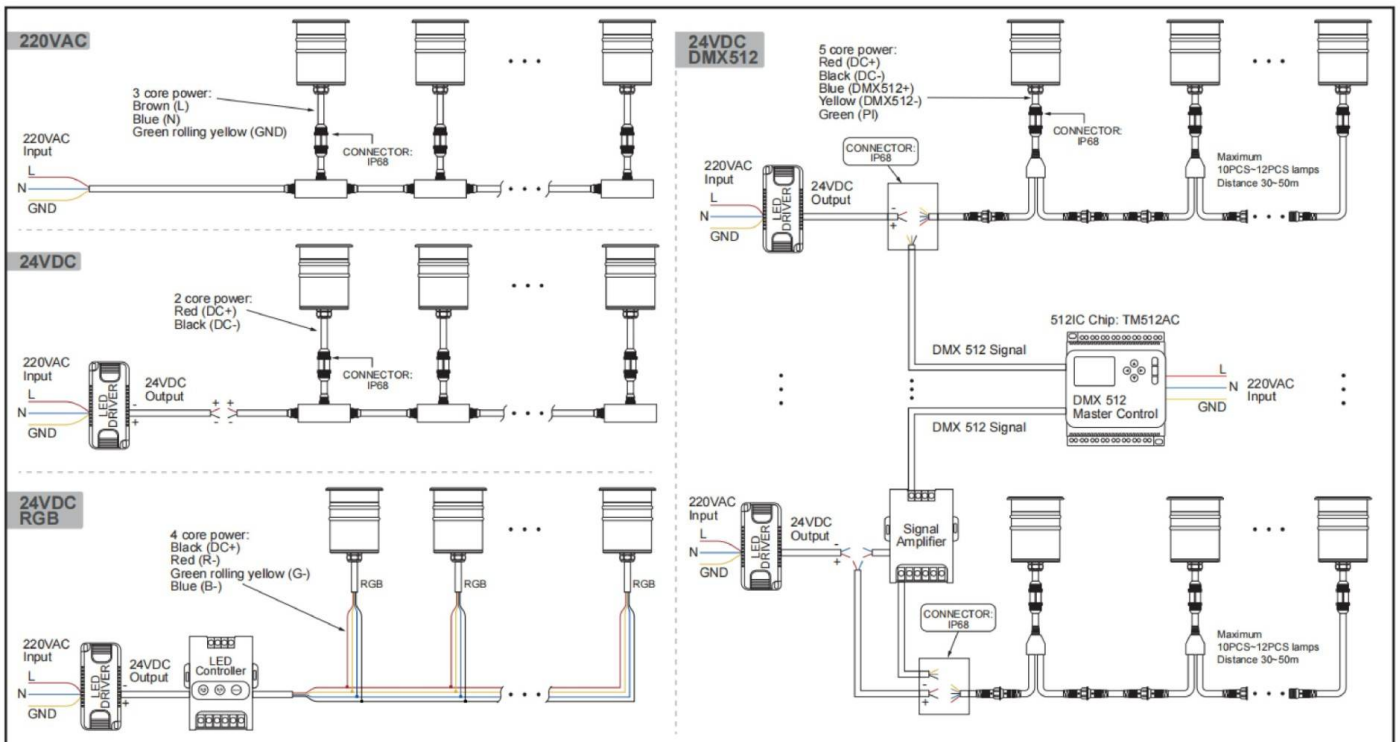 220VAC
3 core power:
Brown (L)
Blue (N)
Green rolling yellow (GND)
220VAC
Input
L
N
GND
CONNECTOR:
IP68
24VDC
2 core power:
Red (DC+)
Black (DC-)
220VAC
Input
L
N
GND
LED
DRIVER
24VDC
Output
-
+
+ +
- -
CONNECTOR:
IP68
24VDC
RGB
4 core power:
Black (DC+)
Red (R-)
Green rolling yellow (G-)
Blue (B-)
RGB
RGB
RGB
220VAC
Input
L
N
GND
LED
DRIVER
24VDC
Output
-
+
LED
Controller
24VDC
DMX512
5 core power:
Red (DC+)
Black (DC-)
Blue (DMX512+)
Yellow (DMX512-)
Green (PI)
CONNECTOR:
IP68
CONNECTOR:
IP68
220VAC
Input
L
N
GND
LED
DRIVER
24VDC
Output
-
+
Maximum
10PCS~12PCS lamps
Distance 30~50m
512IC Chip: TM512AC
DMX 512 Signal
DMX 512
Master Control
L
N
GND
220VAC
Input
DMX 512 Signal
220VAC
Input
L
N
GND
LED
DRIVER
24VDC
Output
-
+
Signal
Amplifier
CONNECTOR:
IP68
-
+
Maximum
10PCS~12PCS lamps
Distance 30~50m